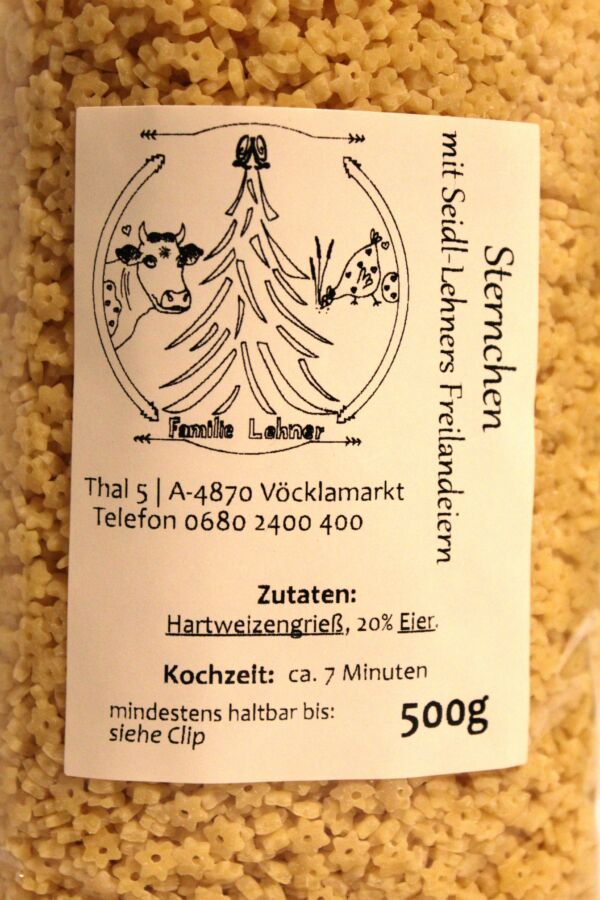 Sternchen
mit Seidl-Lehners Freilandeiern
Familie Lehner
Thal 5 | A-4870 Vöcklamarkt
Telefon 0680 2400 400
Zutaten:
Hartweizengrieß, 20% Eier.
Kochzeit: ca. 7 Minuten
mindestens haltbar bis:
siehe Clip
500g